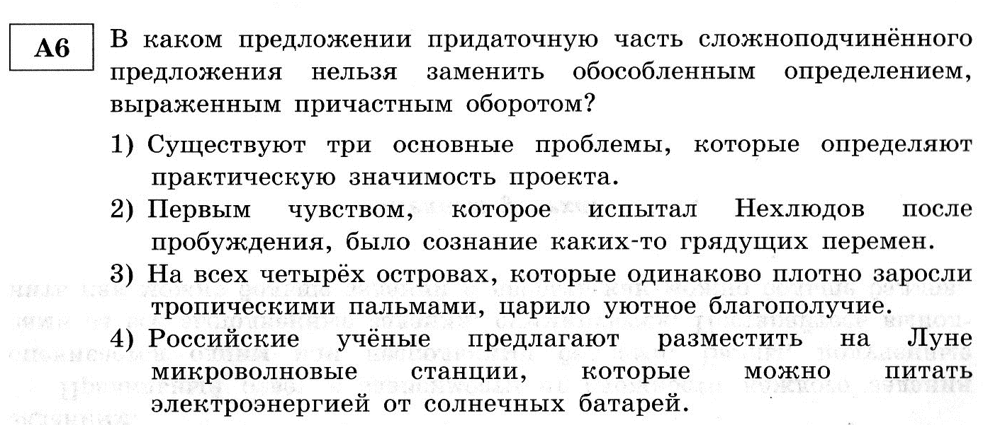 А6
В каком предложении придаточную часть сложноподчинённого
предложения нельзя заменить обособленным определением,
выраженным причастным оборотом?
1) Существуют три основные проблемы, которые определяют
практическую значимость проекта.
2) Первым чувством, которое испытал Нехлюдов после
пробуждения, было сознание каких-то грядущих перемен.
3) На всех четырёх островах, которые одинаково плотно заросли
тропическими пальмами, царило уютное благополучие.
4) Российские учёные предлагают разместить на Луне
микроволновые станции, которые можно питать
электроэнергией от солнечных батарей.